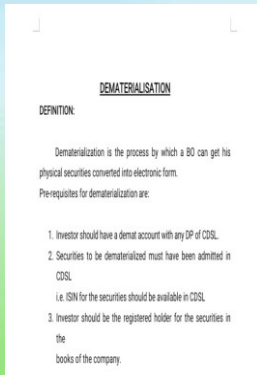 DEMATERIALISATION
DEFINITION:
Dematerialization is the process by which a BO can get his
physical securities converted into electronic form.
Pre-requisites for dematerialization are:
1. Investor should have a demat account with any DP of CDSL.
2. Securities to be dematerialized must have been admitted in
CDSL
i.e. ISIN for the securities should be available in CDSL
3. Investor should be the registered holder for the securities in
the
books of the company.